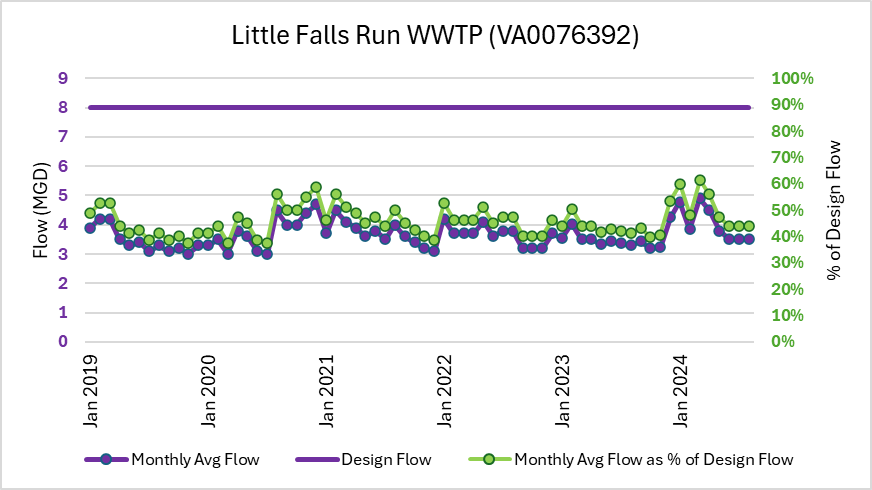 Little Falls Run WWTP (VA0076392)
9
8
7
6
5
4
3
2
1
0
Flow (MGD)
100%
90%
80%
70%
60%
50%
40%
30%
20%
10%
0%
% of Design Flow
Jan 2019
Jan 2020
Jan 2021
Jan 2022
Jan 2023
Jan 2024
Monthly Avg Flow
Design Flow
Monthly Avg Flow as % of Design Flow